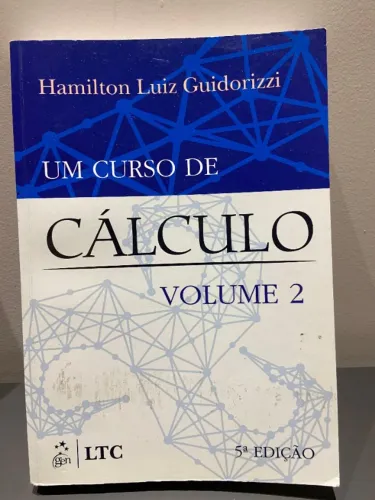 Hamilton Luiz Guidorizzi
UM CURSO DE
CÁLCULO
VOLUME 2
gen
LTC
5ª EDIÇÃO